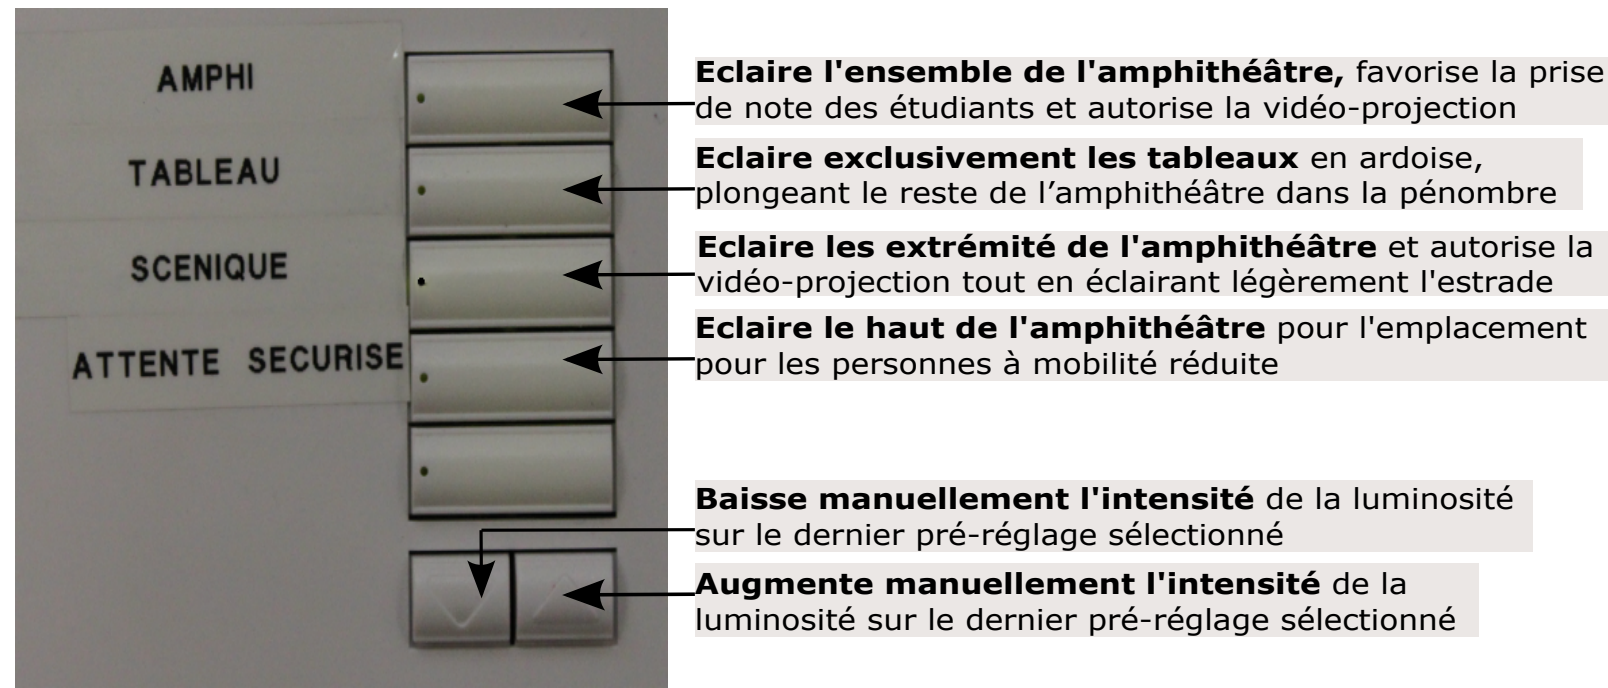 AMPHI
Eclaire l'ensemble de l'amphithéâtre, favorise la prise
de note des étudiants et autorise la vidéo-projection
TABLEAU
Eclaire exclusivement les tableaux en ardoise,
plongeant le reste de l’amphithéâtre dans la pénombre
SCENIQUE
Eclaire les extrémité de l'amphithéâtre et autorise la
vidéo-projection tout en éclairant légèrement l'estrade
ATTENTE SECURISE
Eclaire le haut de l'amphithéâtre pour l'emplacement
pour les personnes à mobilité réduite
Baisse manuellement l'intensité de la luminosité
sur le dernier pré-réglage sélectionné
Augmente manuellement l'intensité de la
luminosité sur le dernier pré-réglage sélectionné